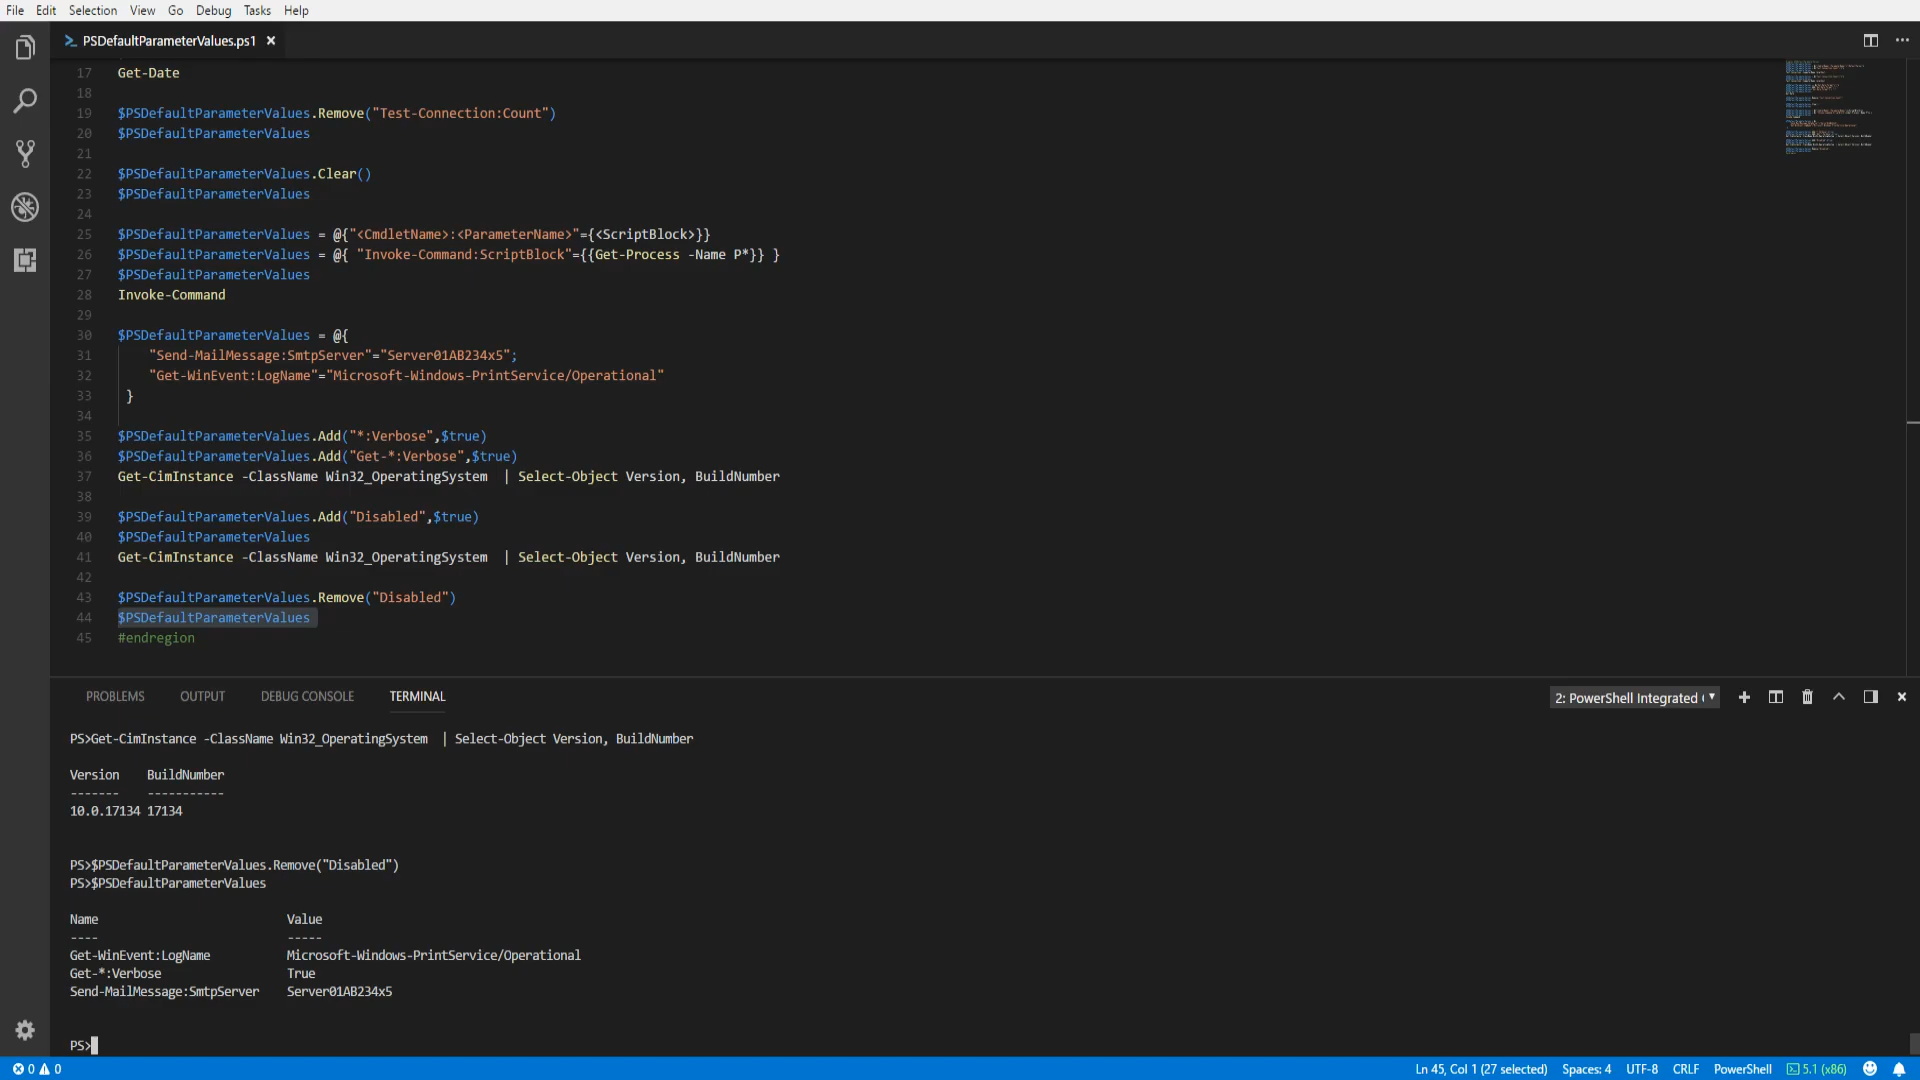 File Edit Selection View Go Debug Tasks Help
PSDefaultParameterValues.ps1
17 Get-Date
18
19 $PSDefaultParameterValues.Remove("Test-Connection:Count")
20 $PSDefaultParameterValues
21
22 $PSDefaultParameterValues.Clear()
23 $PSDefaultParameterValues
24
25 $PSDefaultParameterValues = @{"<CmdletName>:<ParameterName>"={<ScriptBlock>}}
26 $PSDefaultParameterValues = @{ "Invoke-Command:ScriptBlock"={{Get-Process -Name P*}} }
27 $PSDefaultParameterValues
28 Invoke-Command
29
30 $PSDefaultParameterValues = @{
31 "Send-MailMessage:SmtpServer"="Server01AB234x5";
32 "Get-WinEvent:LogName"="Microsoft-Windows-PrintService/Operational"
33 }
34
35 $PSDefaultParameterValues.Add("*:Verbose",$true)
36 $PSDefaultParameterValues.Add("Get-*:Verbose",$true)
37 Get-CimInstance -ClassName Win32_OperatingSystem | Select-Object Version, BuildNumber
38
39 $PSDefaultParameterValues.Add("Disabled",$true)
40 $PSDefaultParameterValues
41 Get-CimInstance -ClassName Win32_OperatingSystem | Select-Object Version, BuildNumber
42
43 $PSDefaultParameterValues.Remove("Disabled")
44 $PSDefaultParameterValues
45 #endregion
PROBLEMS OUTPUT DEBUG CONSOLE TERMINAL 2: PowerShell Integrated
PS>Get-CimInstance -ClassName Win32_OperatingSystem | Select-Object Version, BuildNumber
Version BuildNumber
------- -----------
10.0.17134 17134
PS>$PSDefaultParameterValues.Remove("Disabled")
PS>$PSDefaultParameterValues
Name Value
---- -----
Get-WinEvent:LogName Microsoft-Windows-PrintService/Operational
Get-*:Verbose True
Send-MailMessage:SmtpServer Server01AB234x5
PS>
0 0 Ln 45, Col 1 (27 selected) Spaces: 4 UTF-8 CRLF PowerShell 5.1 (x86)